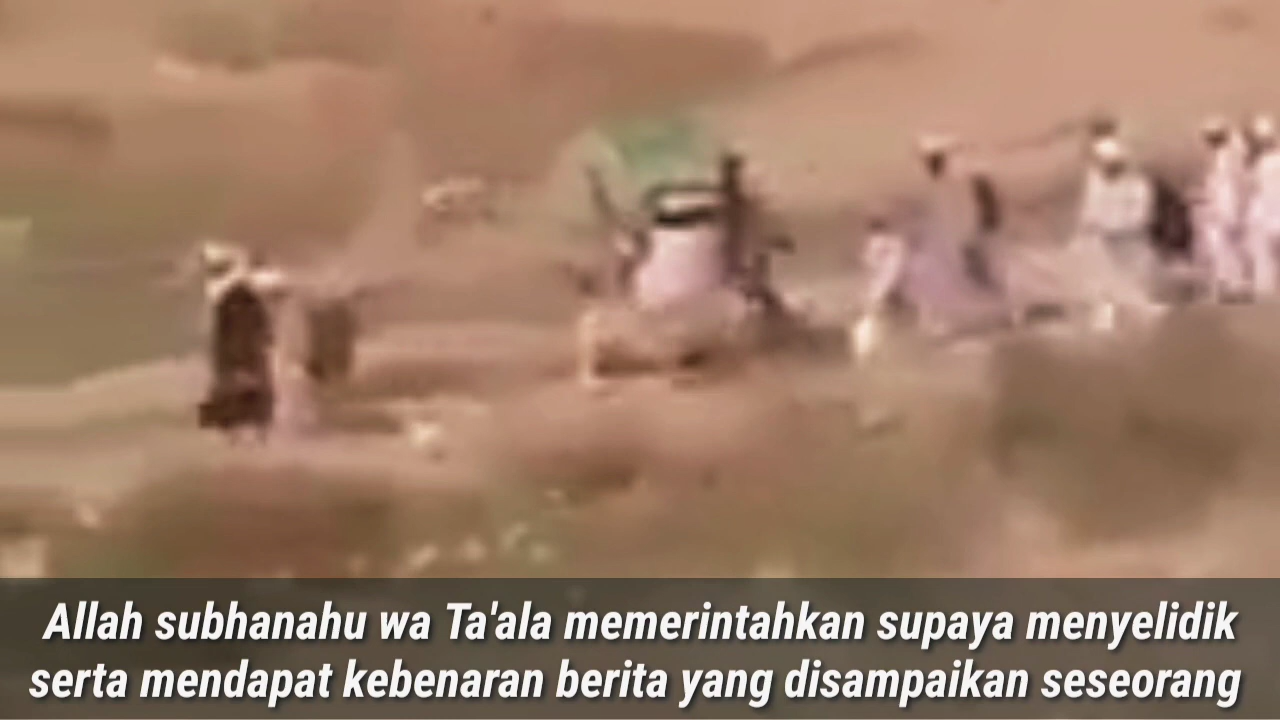 Allah subhanahu wa Ta'ala memerintahkan supaya menyelidik
serta mendapat kebenaran berita yang disampaikan seseorang